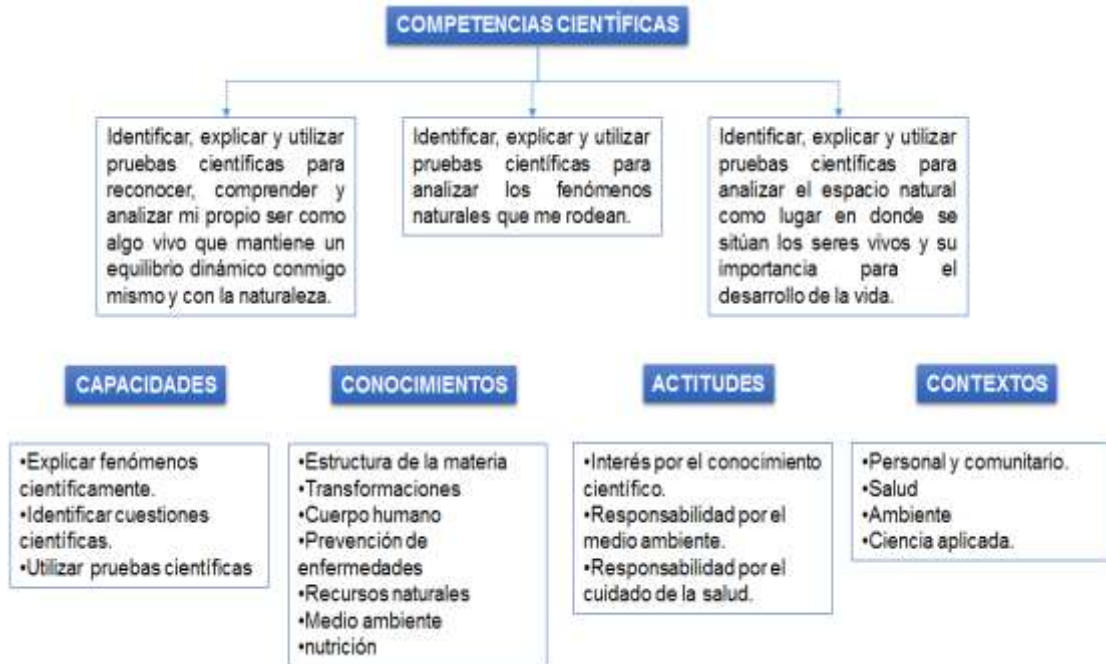 COMPETENCIAS CIENTÍFICAS
Identificar, explicar y utilizar
pruebas científicas para
reconocer, comprender y
analizar mi propio ser como
algo vivo que mantiene un
equilibrio dinámico conmigo
mismo y con la naturaleza.
Identificar, explicar y utilizar
pruebas científicas para
analizar los fenómenos
naturales que me rodean.
Identificar, explicar y utilizar
pruebas científicas para
analizar el espacio natural
como lugar en donde se
sitúan los seres vivos y su
importancia para el
desarrollo de la vida.
CAPACIDADES
•Explicar fenómenos
científicamente.
•Identificar cuestiones
científicas.
•Utilizar pruebas científicas
CONOCIMIENTOS
•Estructura de la materia
•Transformaciones
•Cuerpo humano
•Prevención de
enfermedades
•Recursos naturales
•Medio ambiente
•nutrición
ACTITUDES
•Interés por el conocimiento
científico.
•Responsabilidad por el
medio ambiente.
•Responsabilidad por el
cuidado de la salud.
CONTEXTOS
•Personal y comunitario.
•Salud
•Ambiente
•Ciencia aplicada.